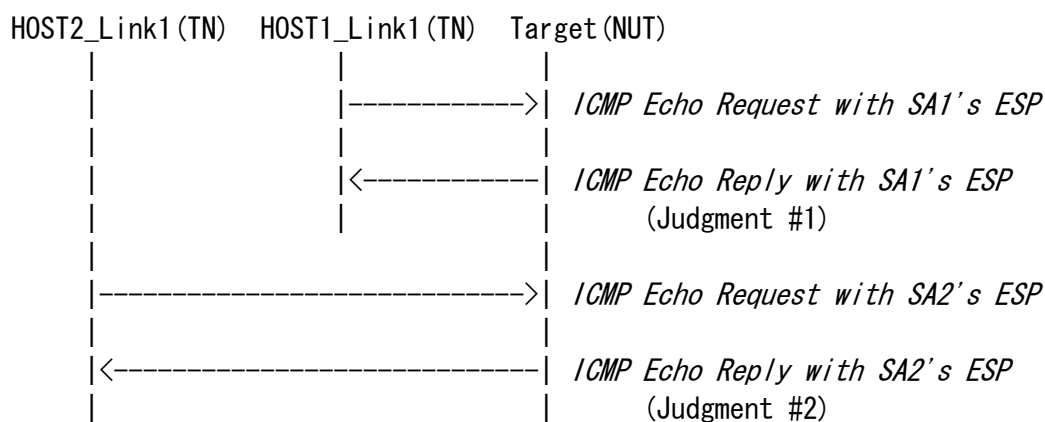 HOST2_Link1(TN) HOST1_Link1(TN) Target(NUT)
| | |
| |------------>| ICMP Echo Request with SA1's ESP
| | |
| |<------------| ICMP Echo Reply with SA1's ESP
| | | (Judgment #1)
| |
|----------------------------->| ICMP Echo Request with SA2's ESP
| |
|<-----------------------------| ICMP Echo Reply with SA2's ESP
| | (Judgment #2)